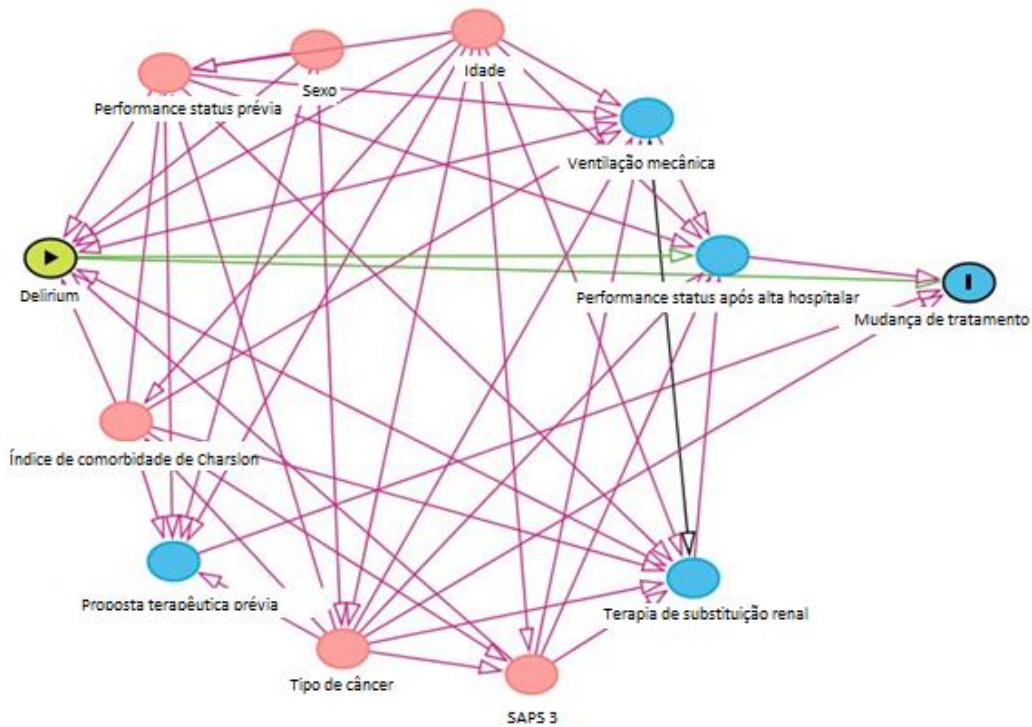 Idade
Sexo
Performance status prévia
Ventilação mecânica
Delirium
Performance status após alta hospitalar
Mudança de tratamento
Índice de comorbidade de Charslon
Proposta terapêutica prévia
Terapia de substituição renal
Tipo de câncer
SAPS 3